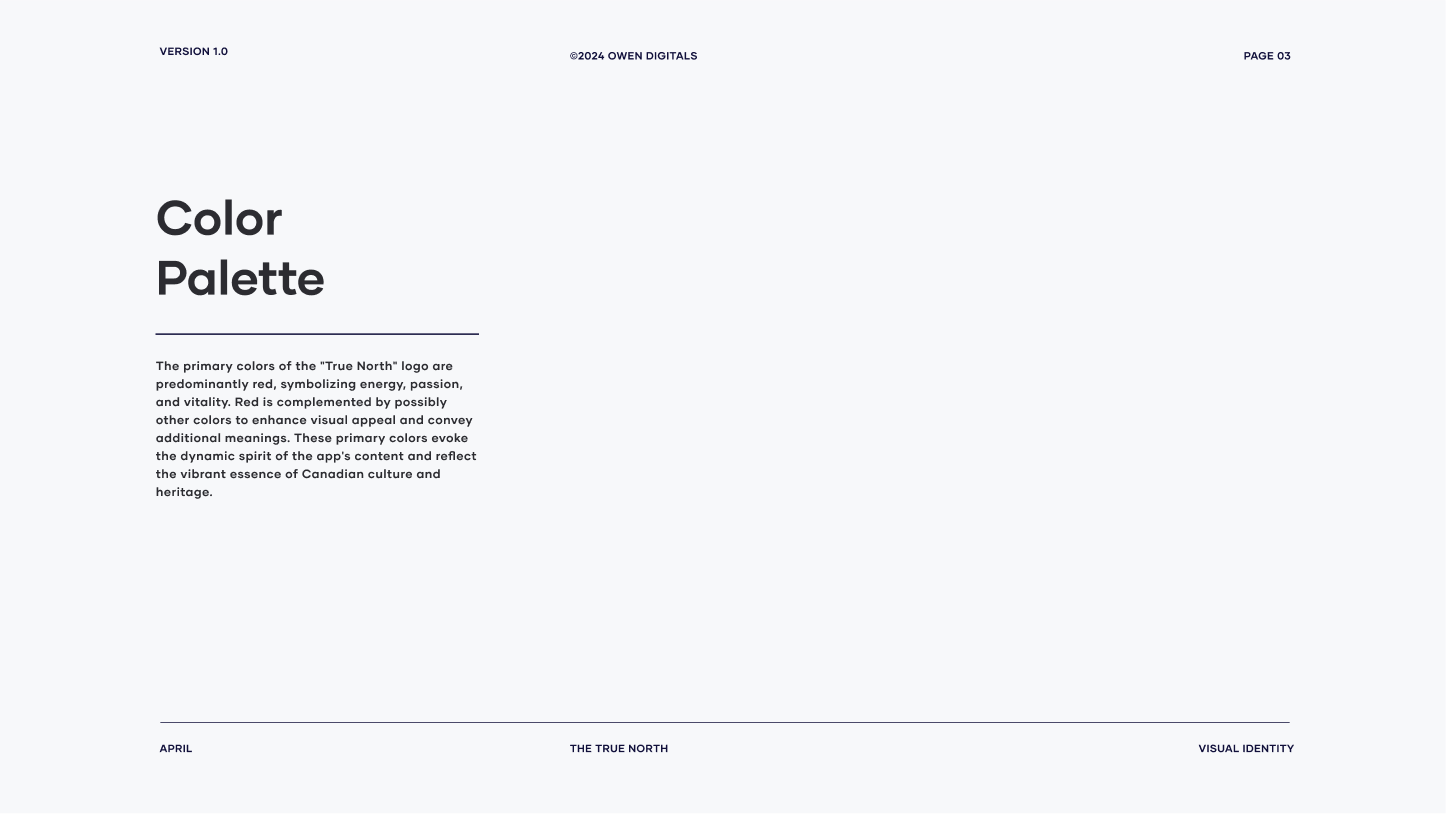 VERSION 1.0
©2024 OWEN DIGITALS
PAGE 03
Color
Palette
The primary colors of the "True North" logo are
predominantly red, symbolizing energy, passion,
and vitality. Red is complemented by possibly
other colors to enhance visual appeal and convey
additional meanings. These primary colors evoke
the dynamic spirit of the app's content and reflect
the vibrant essence of Canadian culture and
heritage.
APRIL
THE TRUE NORTH
VISUAL IDENTITY